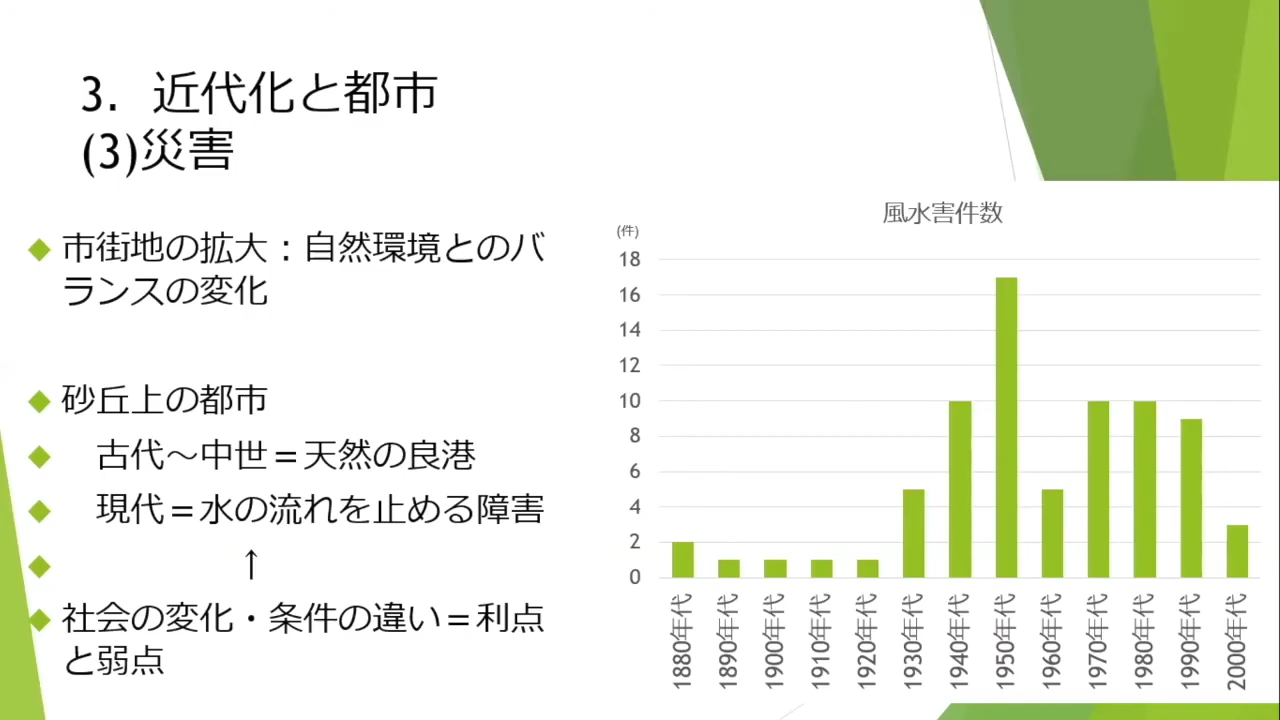 3． 近代化と都市
(3)災害
市街地の拡大：自然環境とのバ
ランスの変化
砂丘上の都市
古代～中世＝天然の良港
現代＝水の流れを止める障害
↑
社会の変化・条件の違い＝利点
と弱点
風水害件数
(件)
18
16
14
12
10
8
6
4
2
0
1880年代
1890年代
1900年代
1910年代
1920年代
1930年代
1940年代
1950年代
1960年代
1970年代
1980年代
1990年代
2000年代